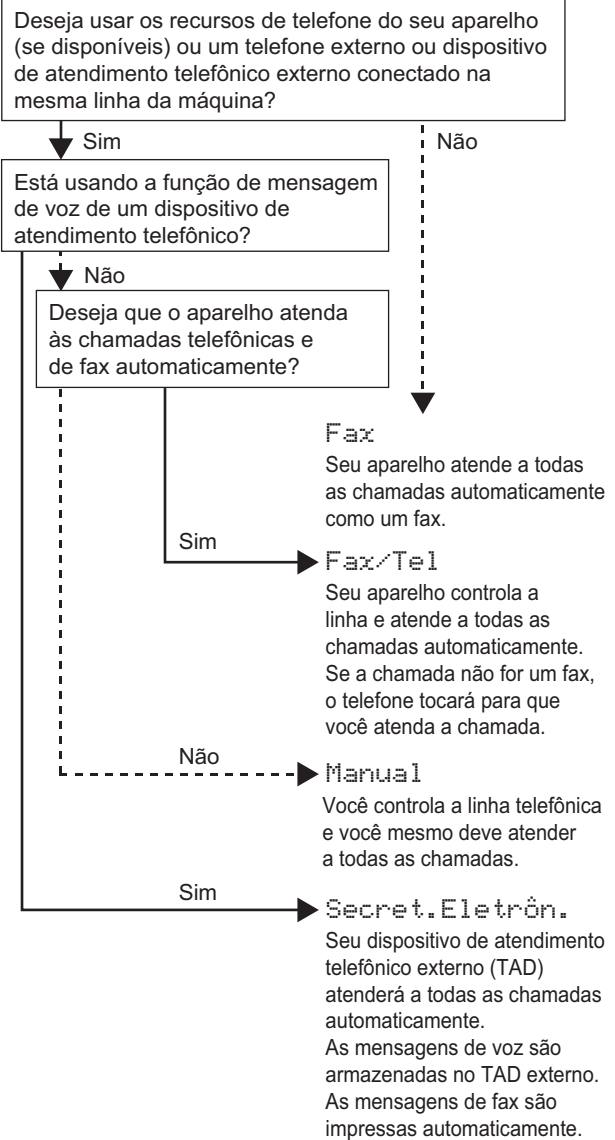 Deseja usar os recursos de telefone do seu aparelho
(se disponíveis) ou um telefone externo ou dispositivo
de atendimento telefônico externo conectado na
mesma linha da máquina?
Sim
Não
Está usando a função de mensagem
de voz de um dispositivo de
atendimento telefônico?
Não
Deseja que o aparelho atenda
às chamadas telefônicas e
de fax automaticamente?
Fax
Seu aparelho atende a todas
as chamadas automaticamente
como um fax.
Sim
Fax/Tel
Seu aparelho controla a
linha e atende a todas as
chamadas automaticamente.
Se a chamada não for um fax,
o telefone tocará para que
você atenda a chamada.
Não
Manual
Você controla a linha telefônica
e você mesmo deve atender
a todas as chamadas.
Sim
Secret.Eletrôn.
Seu dispositivo de atendimento
telefônico externo (TAD)
atenderá a todas as chamadas
automaticamente.
As mensagens de voz são
armazenadas no TAD externo.
As mensagens de fax são
impressas automaticamente.